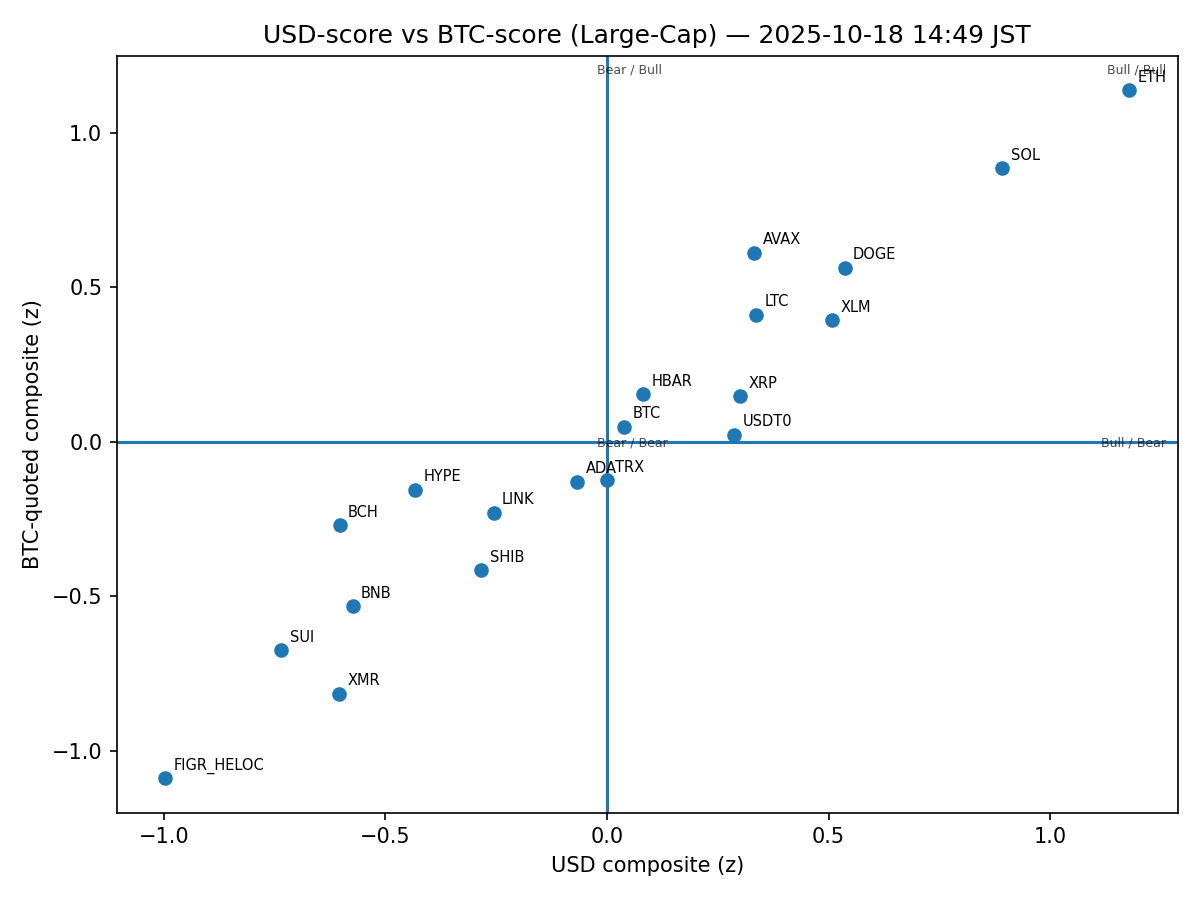 USD-score vs BTC-score (Large-Cap) — 2025-10-18 14:49 JST
Bear / Bull
Bull / Bull
ETH
1.0
SOL
AVAX
DOGE
0.5
LTC
XLM
HBAR
XRP
BTC
USDT0
0.0
Bear / Bear
Bull / Bear
ADA
TRX
HYPE
LINK
BCH
SHIB
−0.5
BNB
SUI
XMR
−1.0
FIGR_HELOC
BTC-quoted composite (z)
−1.0 −0.5 0.0 0.5 1.0
USD composite (z)